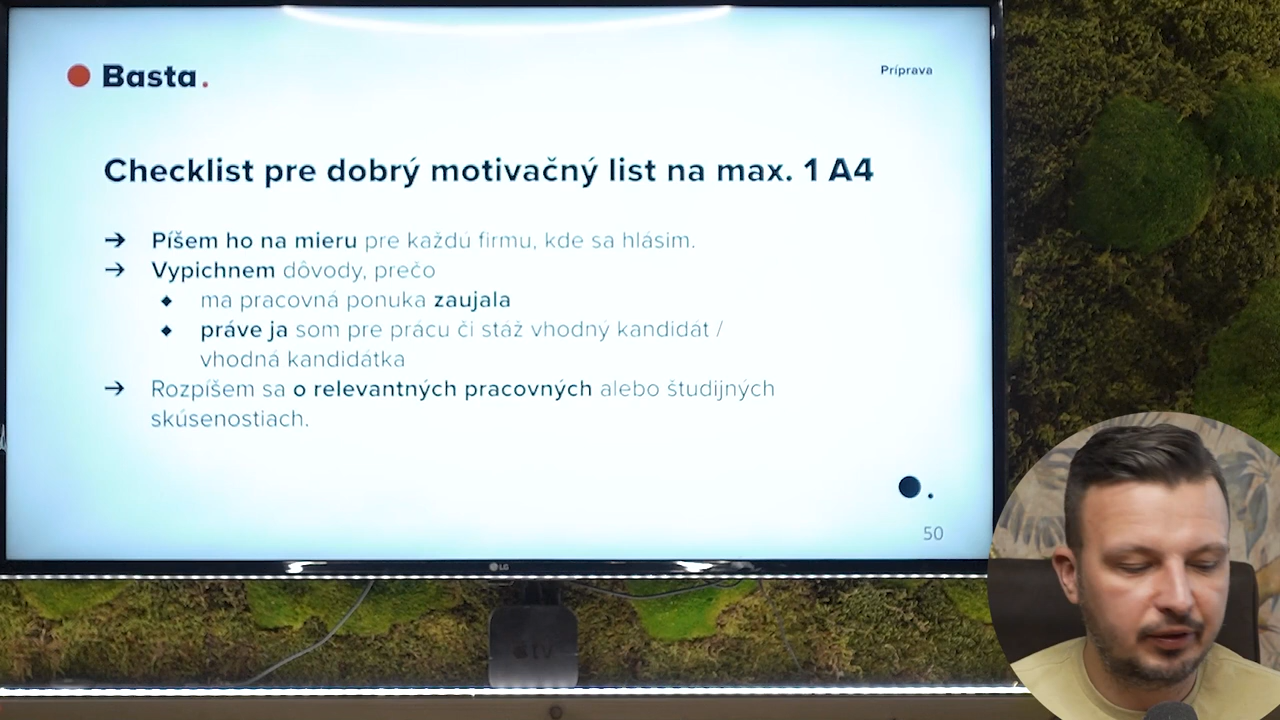 Basta.
Príprava
Checklist pre dobrý motivačný list na max. 1 A4
→ Píšem ho na mieru pre každú firmu, kde sa hlásim.
→ Vypichnem dôvody, prečo
◆ ma pracovná ponuka zaujala
◆ práve ja som pre prácu či stáž vhodný kandidát /
vhodná kandidátka
→ Rozpíšem sa o relevantných pracovných alebo študijných
skúsenostiach.
50
LG
tv